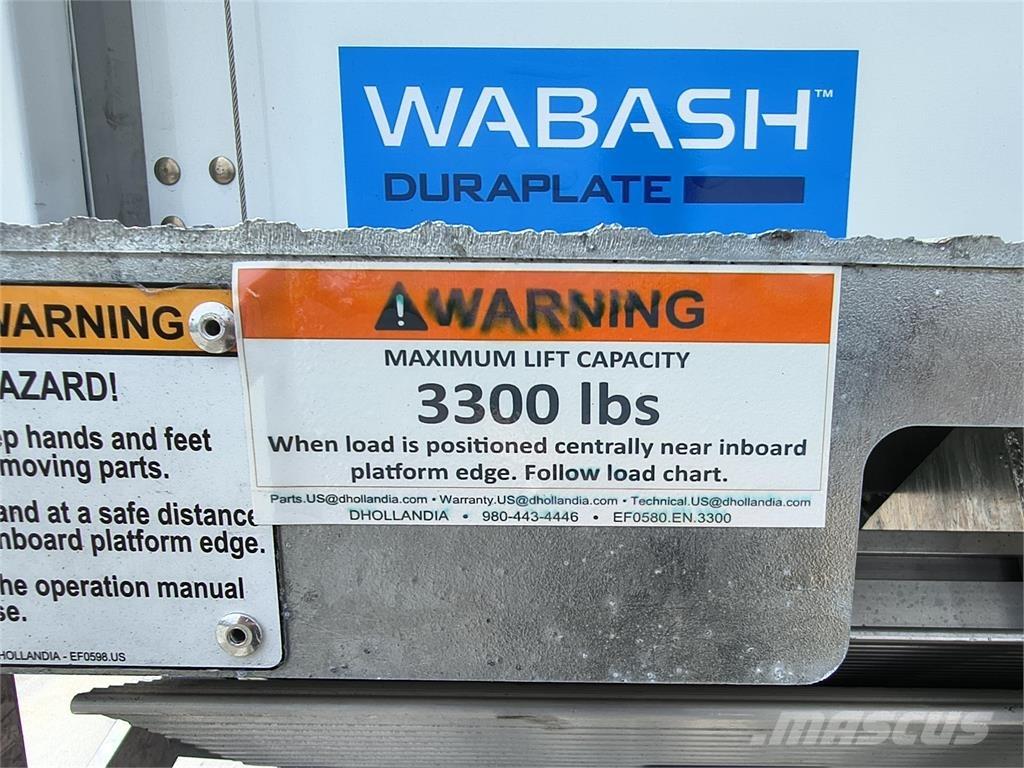 WABASH™
DURAPLATE
WARNING
MAXIMUM LIFT CAPACITY
3300 lbs
When load is positioned centrally near inboard
platform edge. Follow load chart.
Parts.US@dhollandia.com • Warranty.US@dhollandia.com • Technical.US@dhollandia.com
DHOLLANDIA • 980-443-4446 • EF0580.EN.3300
WARNING
AZARD!
ep hands and feet
moving parts.
and at a safe distance
nboard platform edge.
he operation manual
se.
HOLLANDIA - EF0598.US
MASCUS